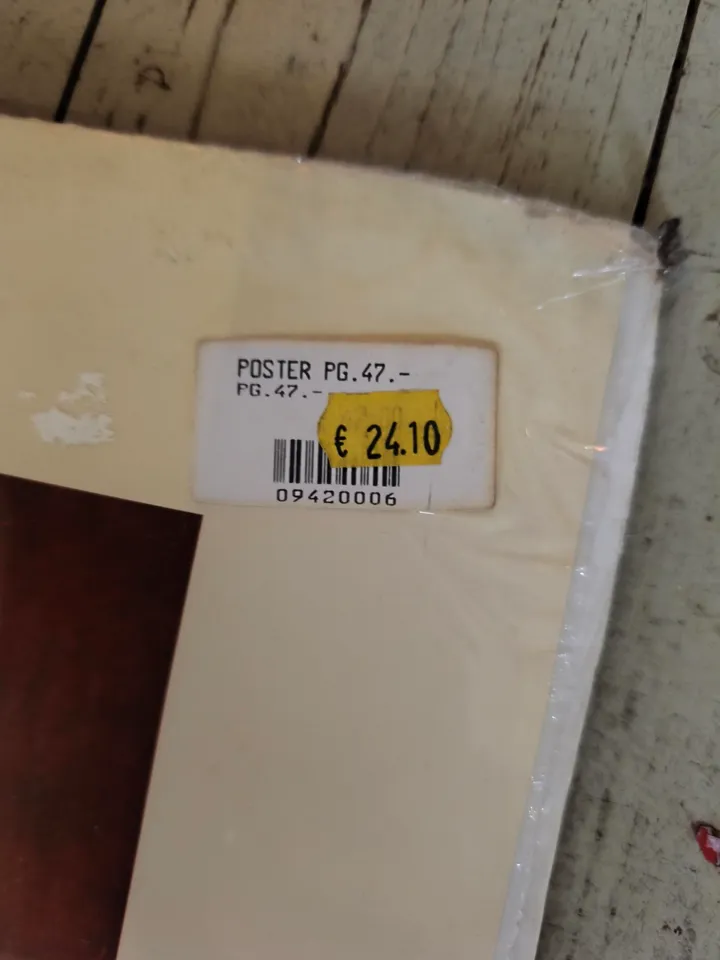 POSTER PG.47.-
PG.47.-
€ 24.10
09420006